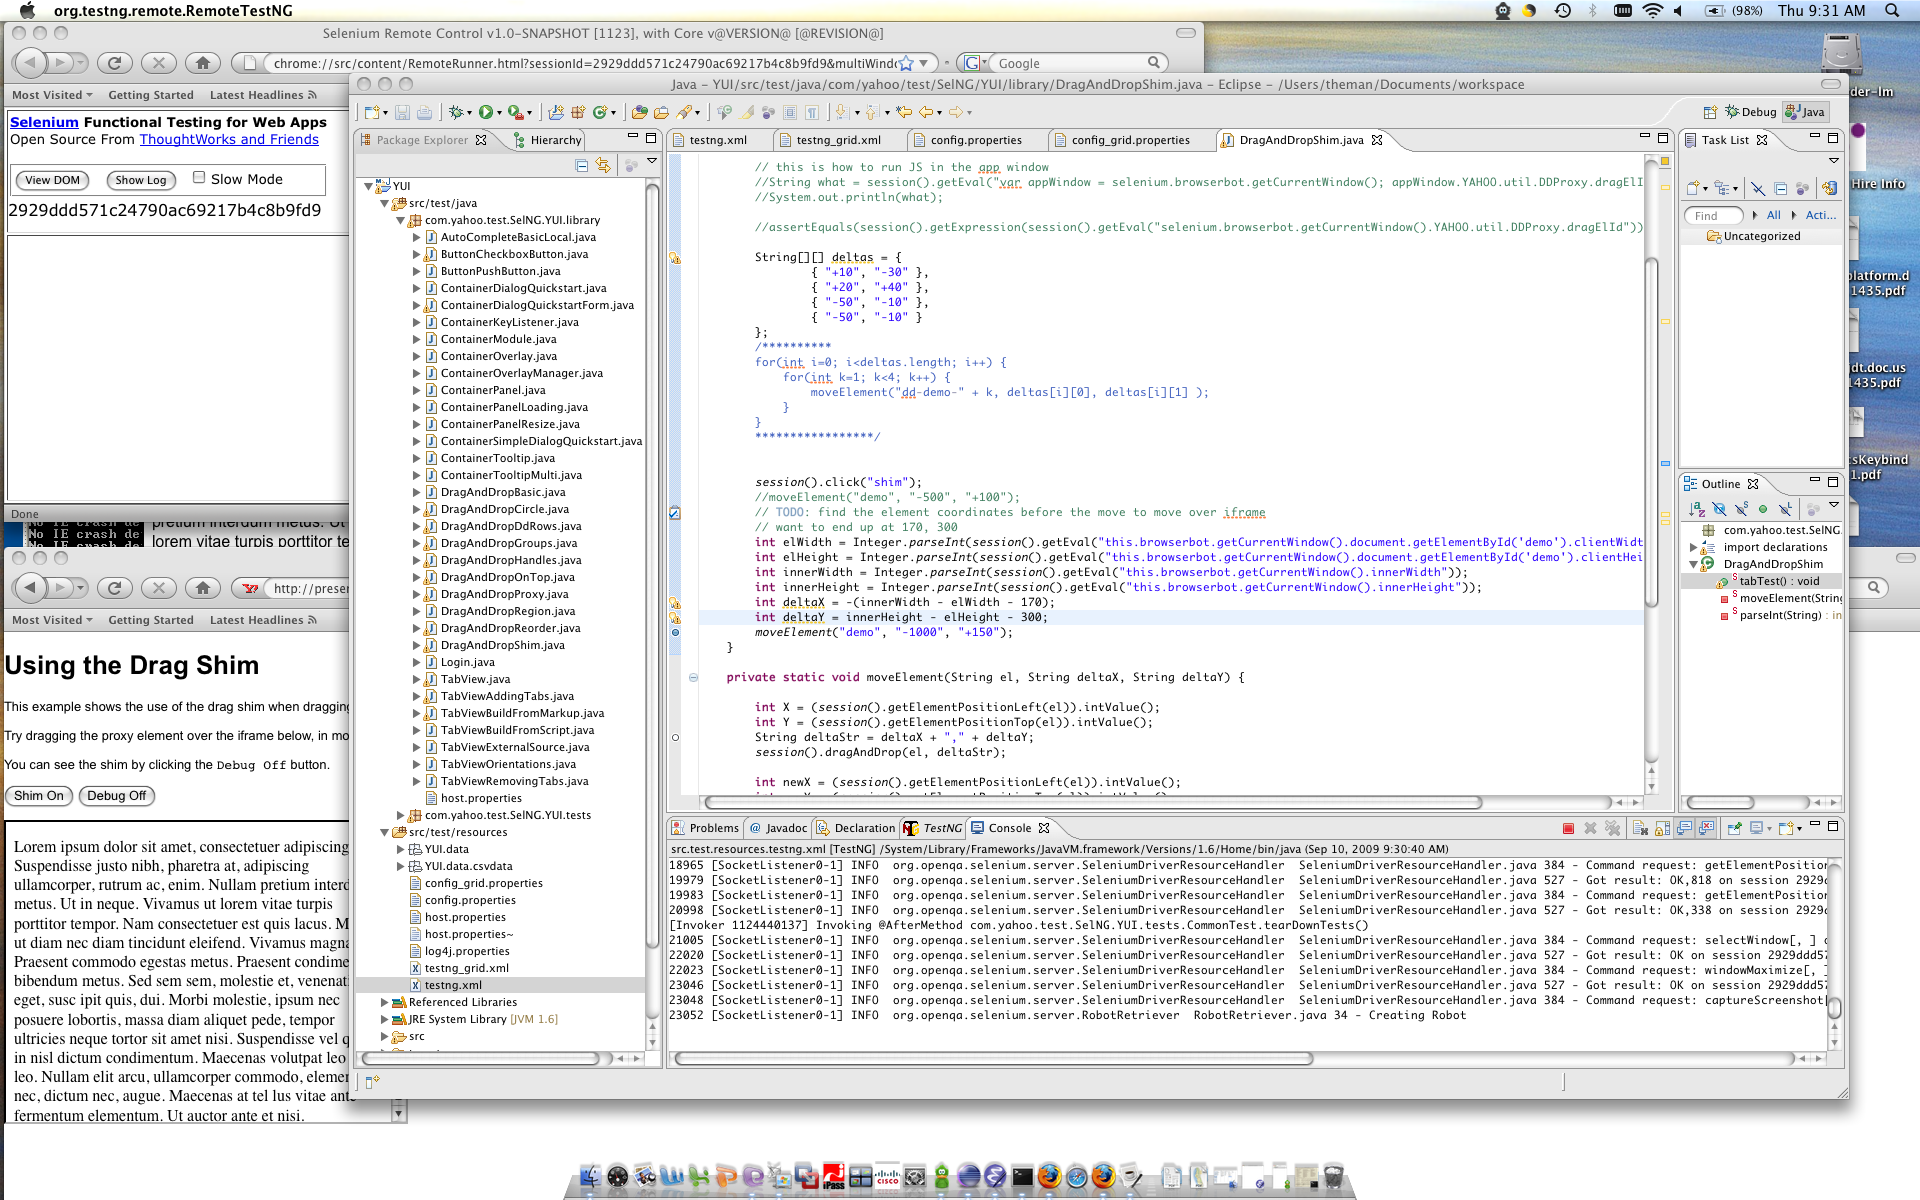 org.testng.remote.RemoteTestNG
(98%)
Thu 9:31 AM
Selenium Remote Control v1.0-SNAPSHOT [1123], with Core v@VERSION@ [@REVISION@]
chrome://src/content/RemoteRunner.html?sessionId=2929ddd571c24790ac69217b4c8b9fd9&multiWind
Google
Most Visited
Getting Started
Latest Headlines
Selenium Functional Testing for Web Apps
Open Source From ThoughtWorks and Friends
View DOM
Show Log
Slow Mode
2929ddd571c24790ac69217b4c8b9fd9
Done
No IE crash de
pretium interdum metus. Ut
lorem vitae turpis porttitor te
http://preser
Most Visited
Getting Started
Latest Headlines
Using the Drag Shim
This example shows the use of the drag shim when dragging
Try dragging the proxy element over the iframe below, in mo
You can see the shim by clicking the Debug Off button.
Shim On
Debug Off
Lorem ipsum dolor sit amet, consectetuer adipiscing
Suspendisse justo nibh, pharetra at, adipiscing
ullamcorper, rutrum ac, enim. Nullam pretium interd
metus. Ut in neque. Vivamus ut lorem vitae turpis
porttitor tempor. Nam consectetuer est quis lacus. M
ut diam nec diam tincidunt eleifend. Vivamus magna
Praesent commodo egestas metus. Praesent condime
bibendum metus. Sed sem sem, molestie et, venenati
eget, susc ipit quis, dui. Morbi molestie, ipsum nec
posuere lobortis, massa diam aliquet pede, tempor
ultricies neque tortor sit amet nisi. Suspendisse vel q
in nisl dictum condimentum. Maecenas volutpat leo
leo. Nullam elit arcu, ullamcorper commodo, elemen
nec, dictum nec, augue. Maecenas at tel lus vitae ante
fermentum elementum. Ut auctor ante et nisi.
Java - YUI/src/test/java/com/yahoo/test/SelNG/YUI/library/DragAndDropShim.java - Eclipse - /Users/theman/Documents/workspace
Debug
Java
Package Explorer
Hierarchy
YUI
src/test/java
com.yahoo.test.SelNG.YUI.library
AutoCompleteBasicLocal.java
ButtonCheckboxButton.java
ButtonPushButton.java
ContainerDialogQuickstart.java
ContainerDialogQuickstartForm.java
ContainerKeyListener.java
ContainerModule.java
ContainerOverlay.java
ContainerOverlayManager.java
ContainerPanel.java
ContainerPanelLoading.java
ContainerPanelResize.java
ContainerSimpleDialogQuickstart.java
ContainerTooltip.java
ContainerTooltipMulti.java
DragAndDropBasic.java
DragAndDropCircle.java
DragAndDropDdRows.java
DragAndDropGroups.java
DragAndDropHandles.java
DragAndDropOnTop.java
DragAndDropProxy.java
DragAndDropRegion.java
DragAndDropReorder.java
DragAndDropShim.java
Login.java
TabView.java
TabViewAddingTabs.java
TabViewBuildFromMarkup.java
TabViewBuildFromScript.java
TabViewExternalSource.java
TabViewOrientations.java
TabViewRemovingTabs.java
host.properties
com.yahoo.test.SelNG.YUI.tests
src/test/resources
YUI.data
YUI.data.csvdata
config_grid.properties
config.properties
host.properties
host.properties~
log4j.properties
testng_grid.xml
testng.xml
Referenced Libraries
JRE System Library [JVM 1.6]
src
testng.xml
testng_grid.xml
config.properties
config_grid.properties
DragAndDropShim.java
// this is how to run JS in the app window
//String what = session().getEval("var appWindow = selenium.browserbot.getCurrentWindow(); appWindow.YAHOO.util.DDProxy.dragElI
//System.out.println(what);
//assertEquals(session().getExpression(session().getEval("selenium.browserbot.getCurrentWindow().YAHOO.util.DDProxy.dragElId"))
String[][] deltas = {
{ "+10", "-30" },
{ "+20", "+40" },
{ "-50", "-10" },
{ "-50", "-10" }
};
/**********
for(int i=0; i<deltas.length; i++) {
for(int k=1; k<4; k++) {
moveElement("dd-demo-" + k, deltas[i][0], deltas[i][1] );
}
}
*****************/
session().click("shim");
//moveElement("demo", "-500", "+100");
// TODO: find the element coordinates before the move to move over iframe
// want to end up at 170, 300
int elWidth = Integer.parseInt(session().getEval("this.browserbot.getCurrentWindow().document.getElementById('demo').clientWidt
int elHeight = Integer.parseInt(session().getEval("this.browserbot.getCurrentWindow().document.getElementById('demo').clientHei
int innerWidth = Integer.parseInt(session().getEval("this.browserbot.getCurrentWindow().innerWidth"));
int innerHeight = Integer.parseInt(session().getEval("this.browserbot.getCurrentWindow().innerHeight"));
int deltaX = -(innerWidth - elWidth - 170);
int deltaY = innerHeight - elHeight - 300;
moveElement("demo", "-1000", "+150");
}
private static void moveElement(String el, String deltaX, String deltaY) {
int X = (session().getElementPositionLeft(el)).intValue();
int Y = (session().getElementPositionTop(el)).intValue();
String deltaStr = deltaX + "," + deltaY;
session().dragAndDrop(el, deltaStr);
int newX = (session().getElementPositionLeft(el)).intValue();
Problems
Javadoc
Declaration
TestNG
Console
src.test.resources.testng.xml [TestNG] /System/Library/Frameworks/JavaVM.framework/Versions/1.6/Home/bin/java (Sep 10, 2009 9:30:40 AM)
18965 [SocketListener0-1] INFO org.openqa.selenium.server.SeleniumDriverResourceHandler SeleniumDriverResourceHandler.java 384 - Command request: getElementPosition
19979 [SocketListener0-1] INFO org.openqa.selenium.server.SeleniumDriverResourceHandler SeleniumDriverResourceHandler.java 527 - Got result: OK,818 on session 2929d
19983 [SocketListener0-1] INFO org.openqa.selenium.server.SeleniumDriverResourceHandler SeleniumDriverResourceHandler.java 384 - Command request: getElementPosition
20998 [SocketListener0-1] INFO org.openqa.selenium.server.SeleniumDriverResourceHandler SeleniumDriverResourceHandler.java 527 - Got result: OK,338 on session 2929d
[Invoker 1124440137] Invoking @AfterMethod com.yahoo.test.SelNG.YUI.tests.CommonTest.tearDownTests()
21005 [SocketListener0-1] INFO org.openqa.selenium.server.SeleniumDriverResourceHandler SeleniumDriverResourceHandler.java 384 - Command request: selectWindow[, ] o
22020 [SocketListener0-1] INFO org.openqa.selenium.server.SeleniumDriverResourceHandler SeleniumDriverResourceHandler.java 527 - Got result: OK on session 2929ddd57
22023 [SocketListener0-1] INFO org.openqa.selenium.server.SeleniumDriverResourceHandler SeleniumDriverResourceHandler.java 384 - Command request: windowMaximize[, ]
23046 [SocketListener0-1] INFO org.openqa.selenium.server.SeleniumDriverResourceHandler SeleniumDriverResourceHandler.java 527 - Got result: OK on session 2929ddd57
23048 [SocketListener0-1] INFO org.openqa.selenium.server.SeleniumDriverResourceHandler SeleniumDriverResourceHandler.java 384 - Command request: captureScreenshot[
23052 [SocketListener0-1] INFO org.openqa.selenium.server.RobotRetriever RobotRetriever.java 34 - Creating Robot
Task List
Find
All
Acti...
Uncategorized
Outline
com.yahoo.test.SelNG.
import declarations
DragAndDropShim
tabTest() : void
moveElement(String
parseInt(String) : in
der-Im
Hire Info
platform.d
1435.pdf
jdt.doc.us
1435.pdf
tsKeybind
1.pdf
iPass
CISCO